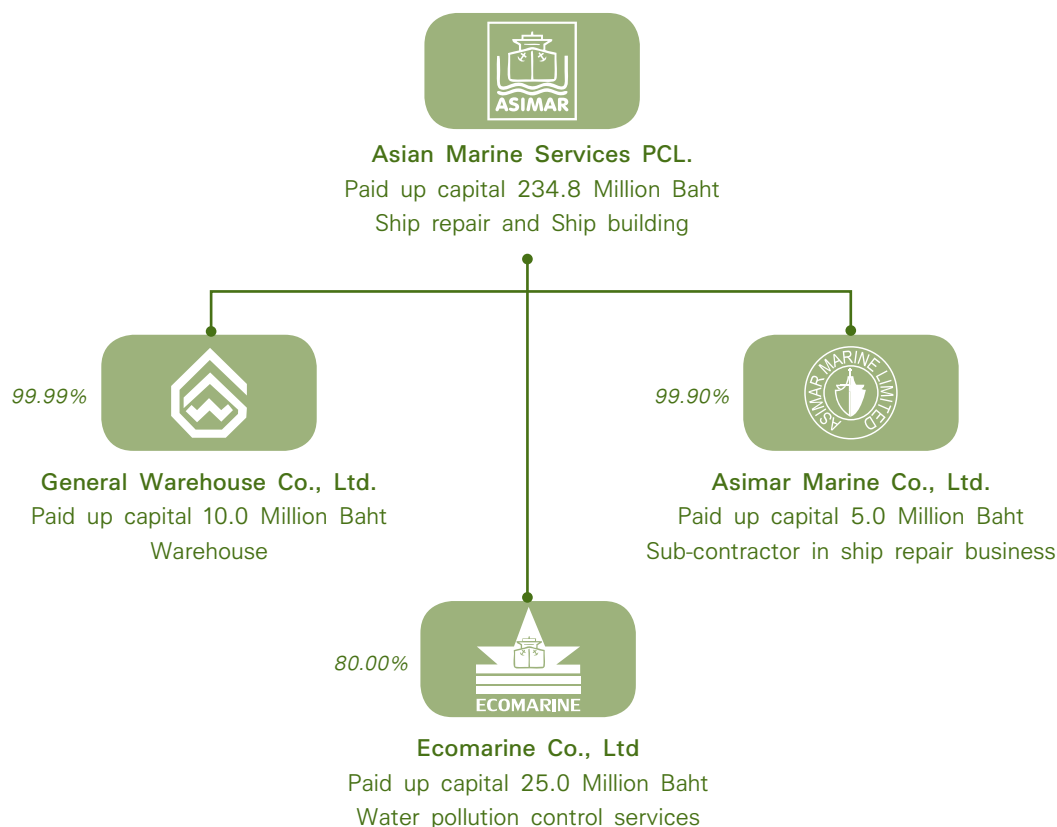 ASIMAR
Asian Marine Services PCL.
Paid up capital 234.8 Million Baht
Ship repair and Ship building
99.99%
General Warehouse Co., Ltd.
Paid up capital 10.0 Million Baht
Warehouse
99.90%
ASIMAR MARINE LIMITED
Asimar Marine Co., Ltd.
Paid up capital 5.0 Million Baht
Sub-contractor in ship repair business
80.00%
ECOMARINE
Ecomarine Co., Ltd
Paid up capital 25.0 Million Baht
Water pollution control services